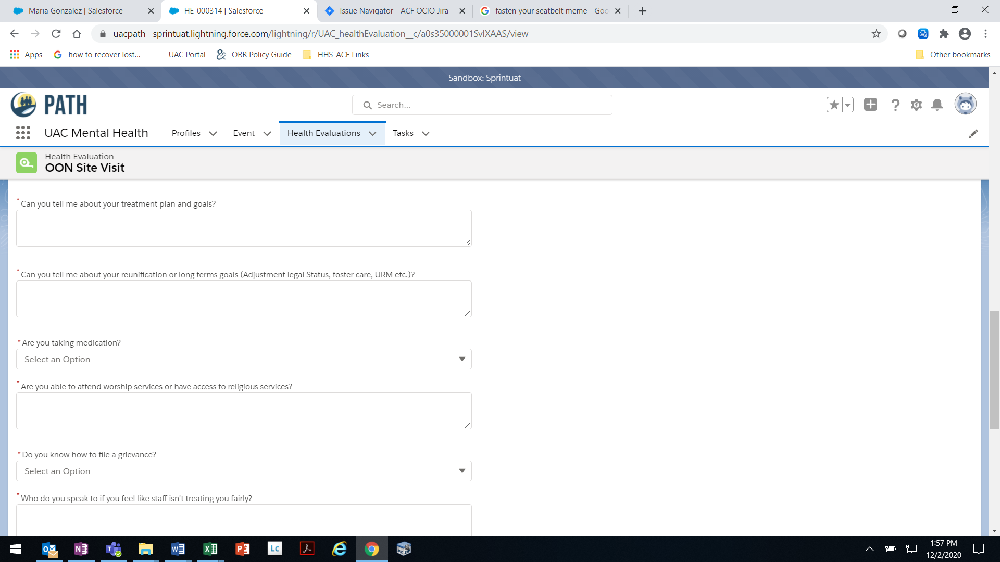 Maria Gonzalez | Salesforce
HE-000314 | Salesforce
Issue Navigator - ACF OCIO Jira
fasten your seatbelt meme - Goo
uacpath--sprintuat.lightning.force.com/lightning/r/UAC_healthEvaluation__c/a0s35000001SvlXAAS/view
Apps
how to recover lost...
UAC Portal
ORR Policy Guide
HHS-ACF Links
Other bookmarks
Sandbox: Sprintuat
PATH
Search...
UAC Mental Health
Profiles
Event
Health Evaluations
Tasks
Health Evaluation
OON Site Visit
* Can you tell me about your treatment plan and goals?
* Can you tell me about your reunification or long terms goals (Adjustment legal Status, foster care, URM etc.)?
* Are you taking medication?
Select an Option
* Are you able to attend worship services or have access to religious services?
* Do you know how to file a grievance?
Select an Option
* Who do you speak to if you feel like staff isn't treating you fairly?
Lc
1:57 PM
12/2/2020